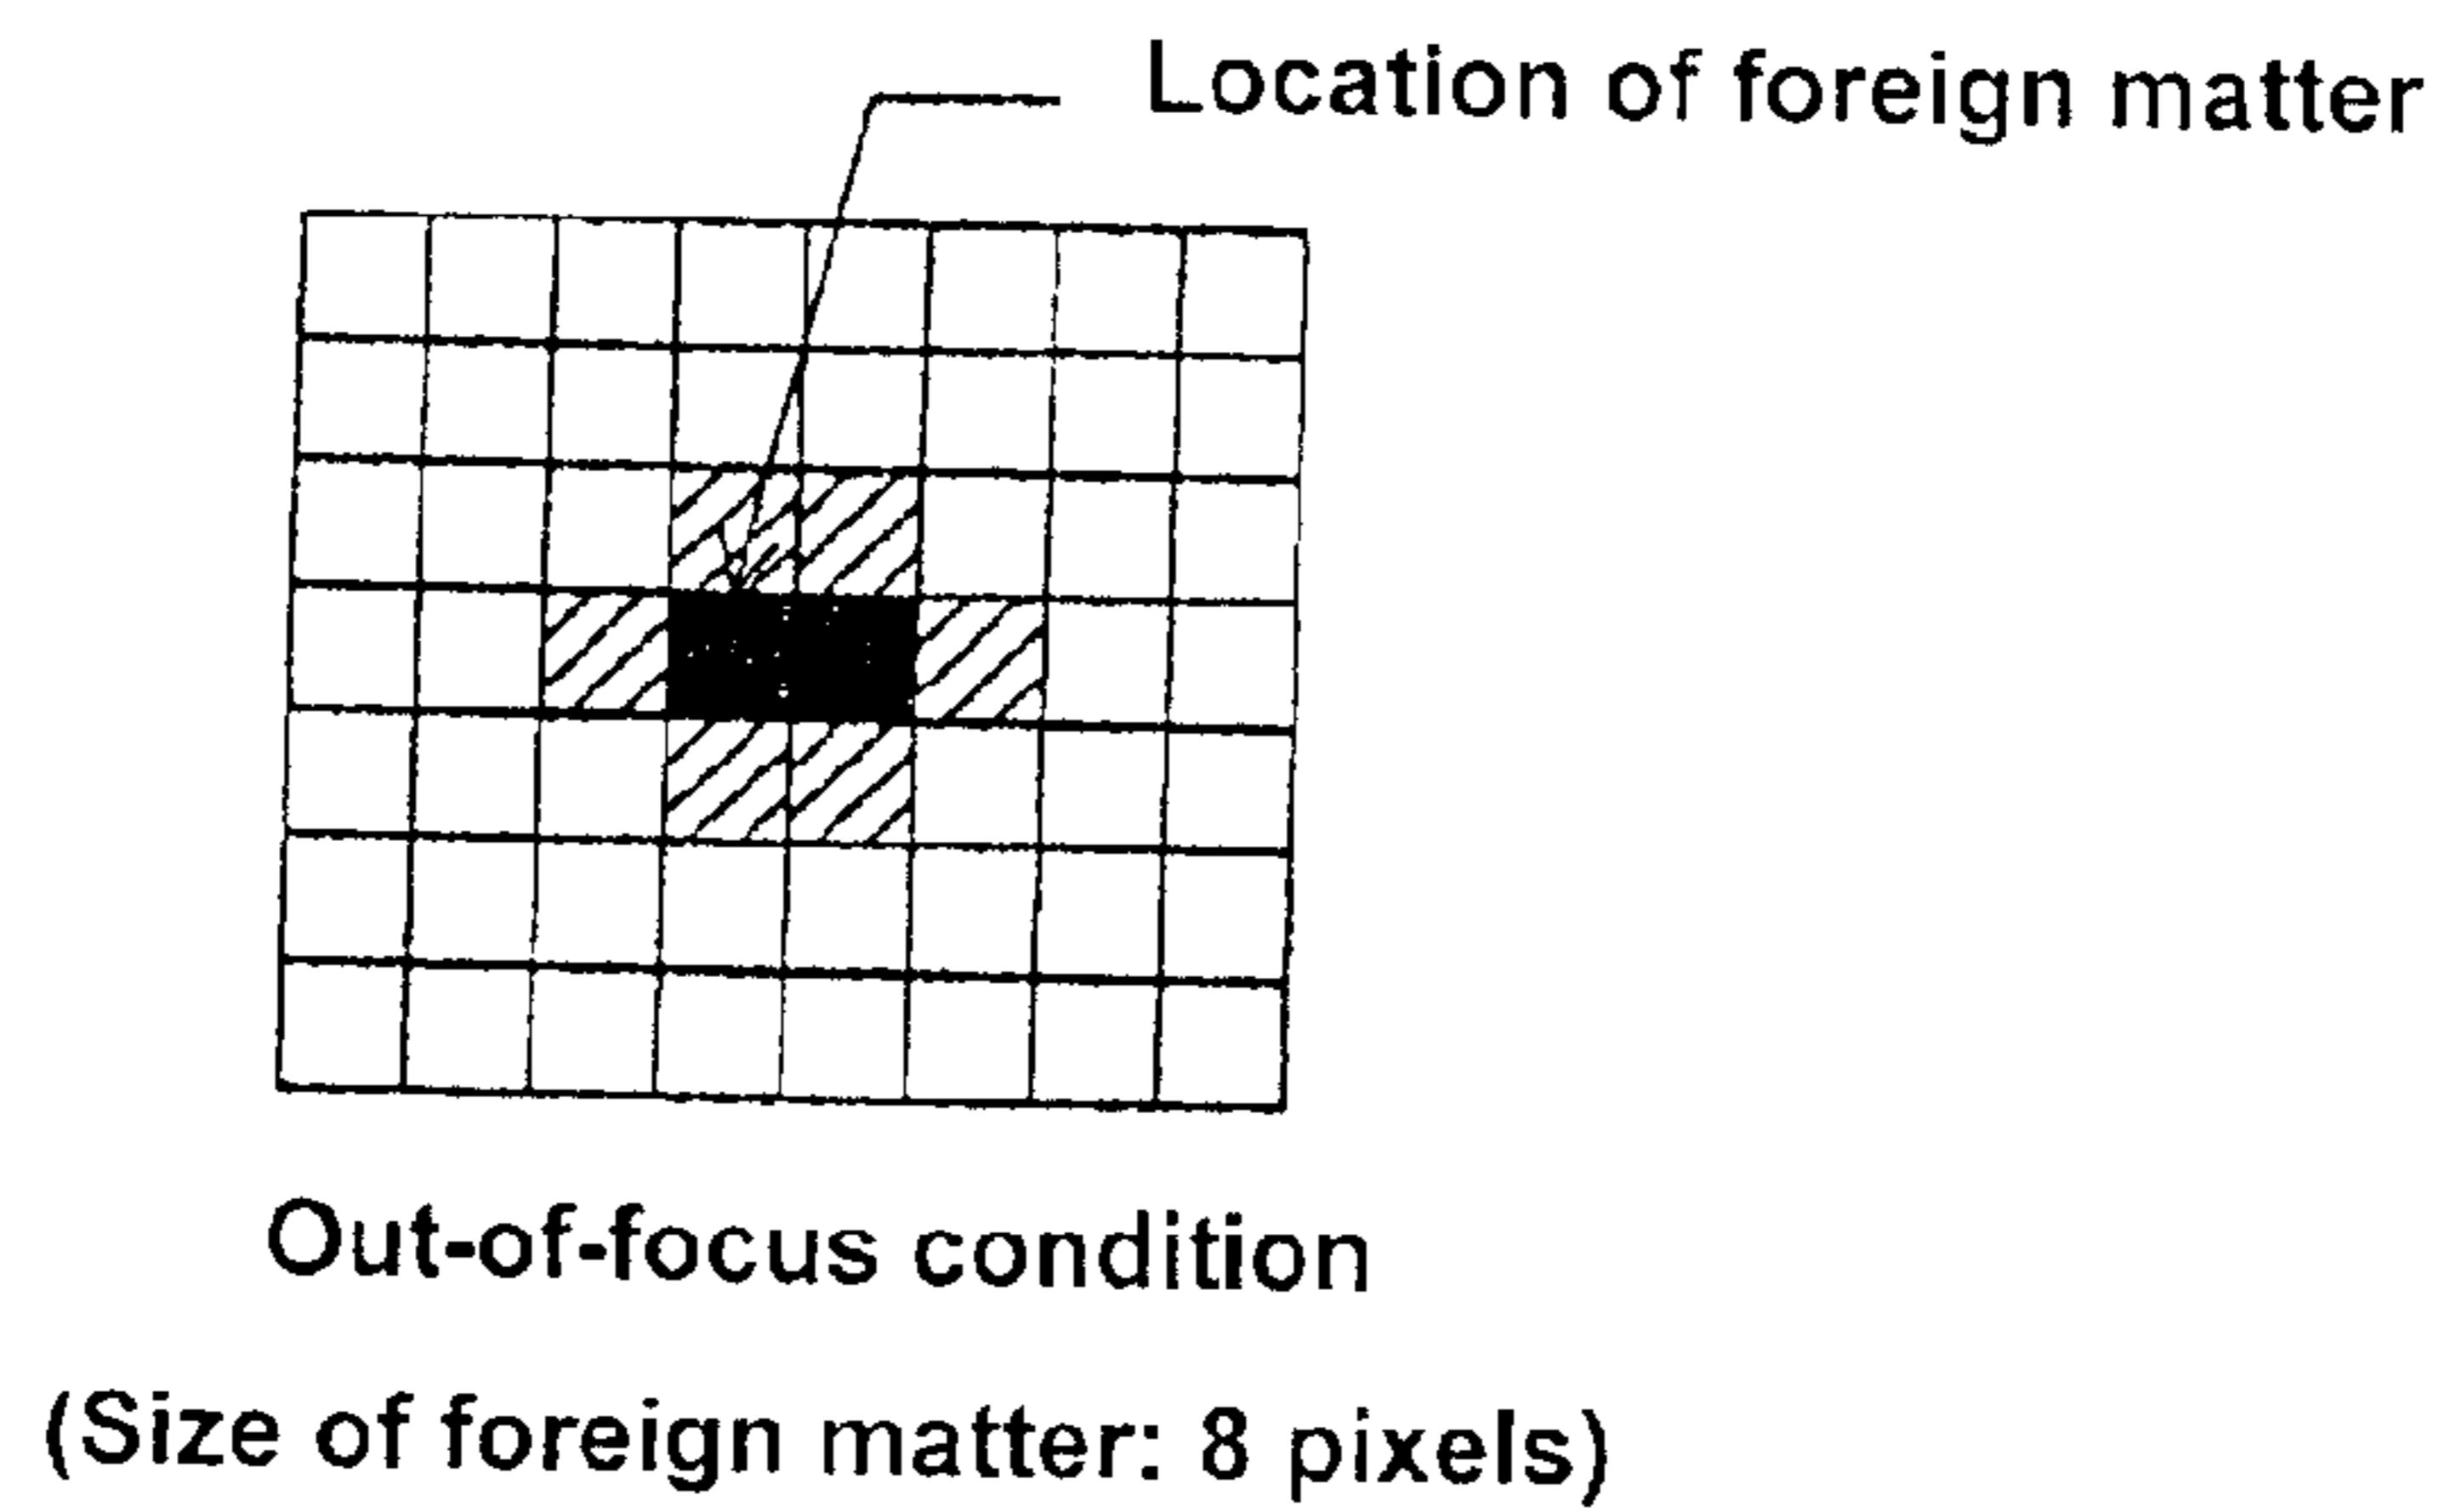 Location of foreign matter
Out-of-focus condition
(Size of foreign matter: 8 pixels)